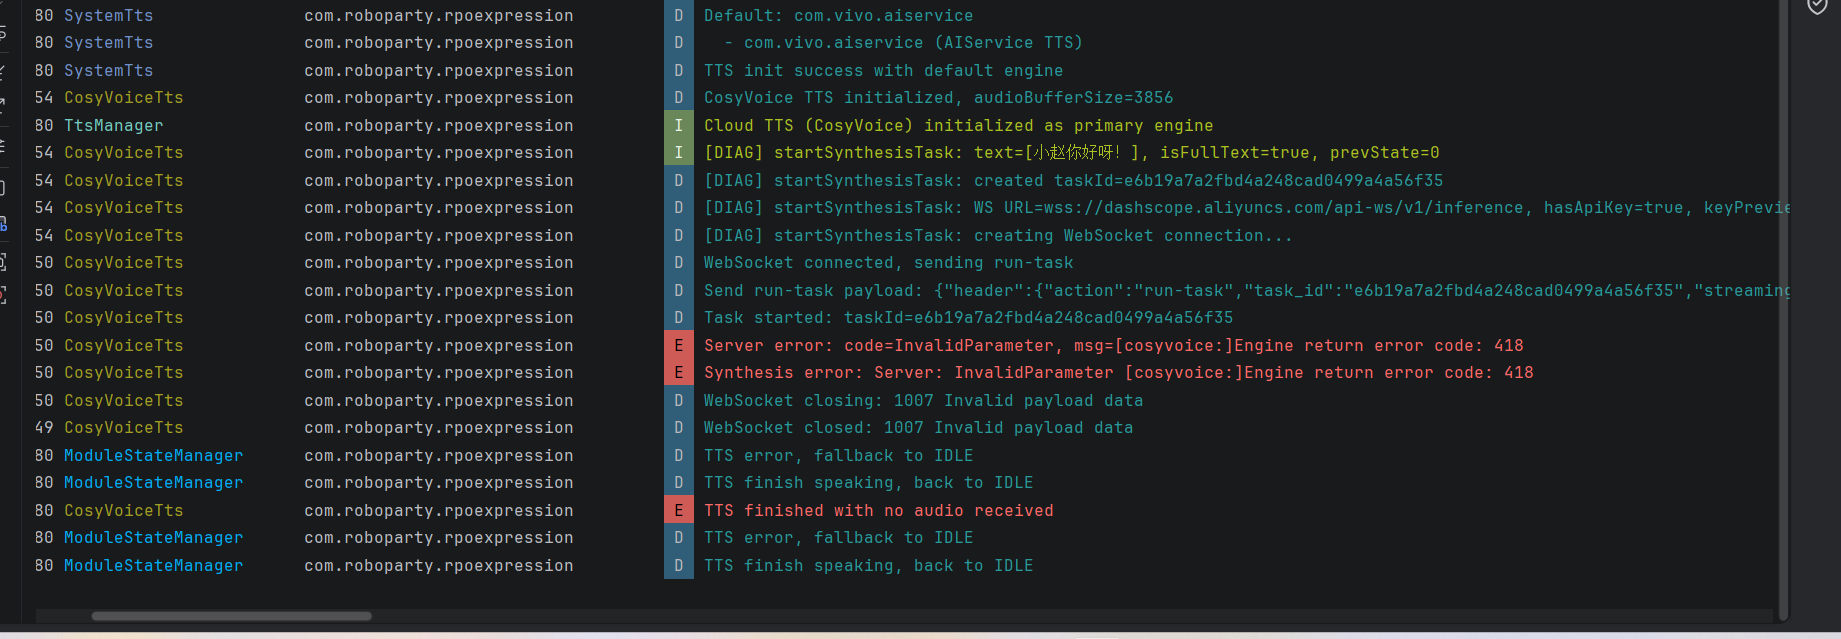 80 SystemTts com.roboparty.rpoexpression D Default: com.vivo.aiservice
80 SystemTts com.roboparty.rpoexpression D - com.vivo.aiservice (AIService TTS)
80 SystemTts com.roboparty.rpoexpression D TTS init success with default engine
54 CosyVoiceTts com.roboparty.rpoexpression D CosyVoice TTS initialized, audioBufferSize=3856
80 TtsManager com.roboparty.rpoexpression I Cloud TTS (CosyVoice) initialized as primary engine
54 CosyVoiceTts com.roboparty.rpoexpression I [DIAG] startSynthesisTask: text=[小赵你好呀！], isFullText=true, prevState=0
54 CosyVoiceTts com.roboparty.rpoexpression D [DIAG] startSynthesisTask: created taskId=e6b19a7a2fbd4a248cad0499a4a56f35
54 CosyVoiceTts com.roboparty.rpoexpression D [DIAG] startSynthesisTask: WS URL=wss://dashscope.aliyuncs.com/api-ws/v1/inference, hasApiKey=true, keyPrevie
54 CosyVoiceTts com.roboparty.rpoexpression D [DIAG] startSynthesisTask: creating WebSocket connection...
50 CosyVoiceTts com.roboparty.rpoexpression D WebSocket connected, sending run-task
50 CosyVoiceTts com.roboparty.rpoexpression D Send run-task payload: {"header":{"action":"run-task","task_id":"e6b19a7a2fbd4a248cad0499a4a56f35","streaming
50 CosyVoiceTts com.roboparty.rpoexpression D Task started: taskId=e6b19a7a2fbd4a248cad0499a4a56f35
50 CosyVoiceTts com.roboparty.rpoexpression E Server error: code=InvalidParameter, msg=[cosyvoice:]Engine return error code: 418
50 CosyVoiceTts com.roboparty.rpoexpression E Synthesis error: Server: InvalidParameter [cosyvoice:]Engine return error code: 418
50 CosyVoiceTts com.roboparty.rpoexpression D WebSocket closing: 1007 Invalid payload data
49 CosyVoiceTts com.roboparty.rpoexpression D WebSocket closed: 1007 Invalid payload data
80 ModuleStateManager com.roboparty.rpoexpression D TTS error, fallback to IDLE
80 ModuleStateManager com.roboparty.rpoexpression D TTS finish speaking, back to IDLE
80 CosyVoiceTts com.roboparty.rpoexpression E TTS finished with no audio received
80 ModuleStateManager com.roboparty.rpoexpression D TTS error, fallback to IDLE
80 ModuleStateManager com.roboparty.rpoexpression D TTS finish speaking, back to IDLE